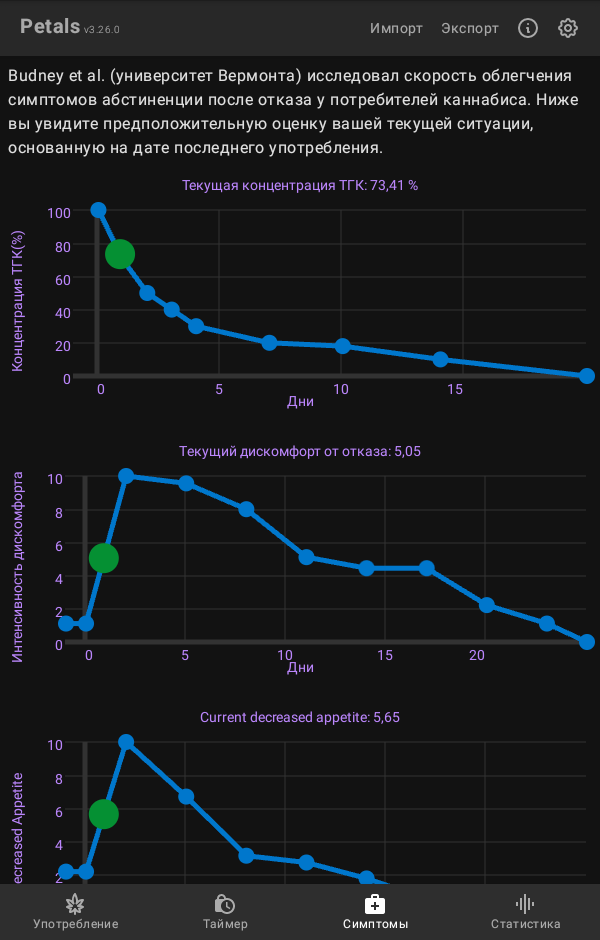 Petals v3.26.0 Импорт Экспорт
Budney et al. (университет Вермонта) исследовал скорость облегчения
симптомов абстиненции после отказа у потребителей каннабиса. Ниже
вы увидите предположительную оценку вашей текущей ситуации,
основанную на дате последнего употребления.
Текущая концентрация ТГК: 73,41 %
Концентрация ТГК(%)
100
80
60
40
20
0
0 5 10 15
Дни
Текущий дискомфорт от отказа: 5,05
Интенсивность дискомфорта
10
8
6
4
2
0
0 5 10 15 20
Дни
Current decreased appetite: 5,65
ecreased Appetite
10
8
6
4
2
Употребление Таймер Симптомы Статистика